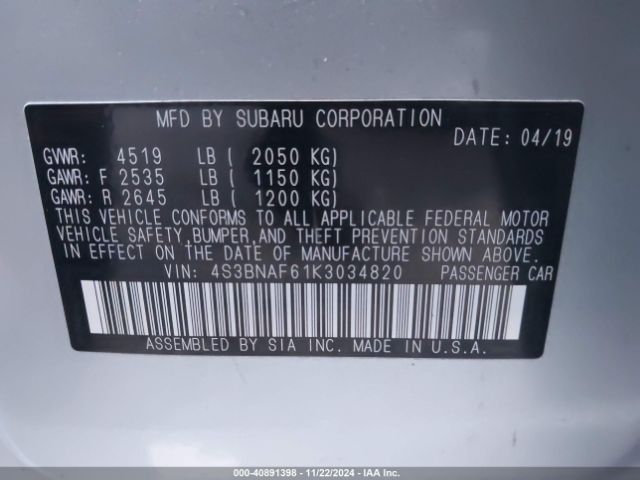 MFD BY SUBARU CORPORATION
DATE: 04/19
GVWR: 4519 LB ( 2050 KG)
GAWR: F 2535 LB ( 1150 KG)
GAWR: R 2645 LB ( 1200 KG)
THIS VEHICLE CONFORMS TO ALL APPLICABLE FEDERAL MOTOR
VEHICLE SAFETY, BUMPER, AND THEFT PREVENTION STANDARDS
IN EFFECT ON THE DATE OF MANUFACTURE SHOWN ABOVE.
VIN: 4S3BNAF61K3034820 PASSENGER CAR
ASSEMBLED BY SIA INC. MADE IN U.S.A.
000-40891398 - 11/22/2024 - IAA Inc.